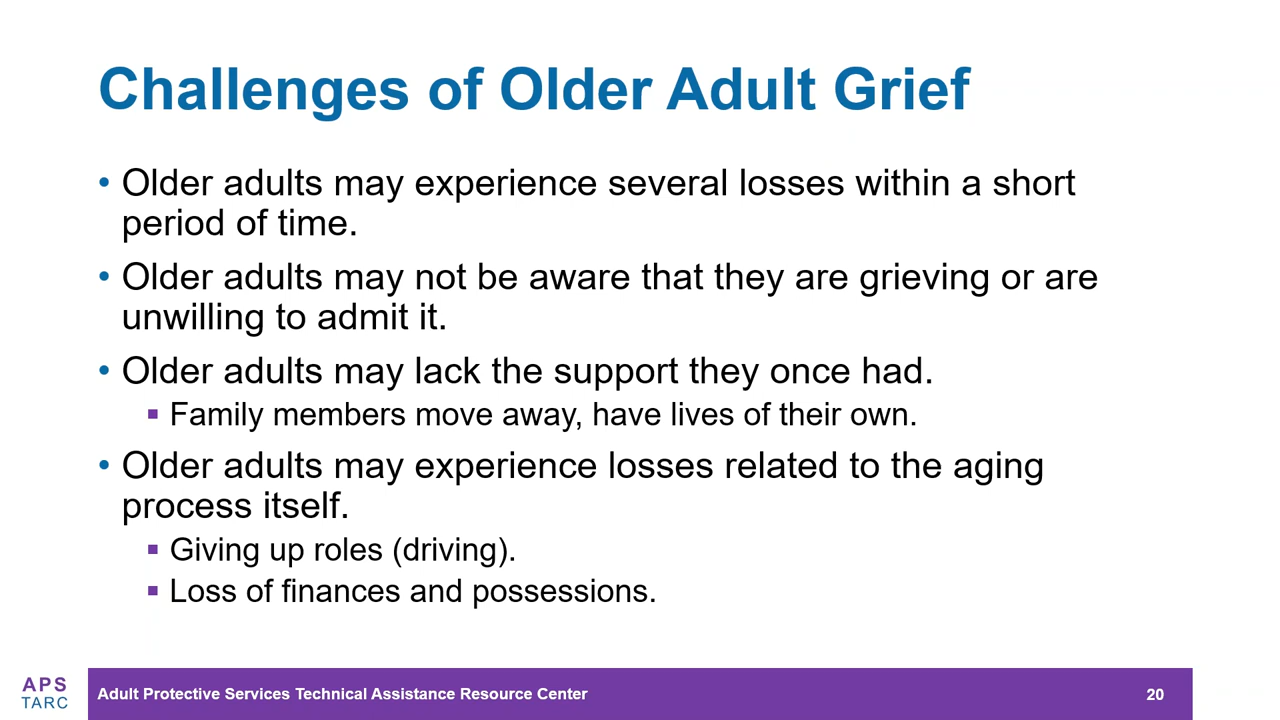 Challenges of Older Adult Grief
• Older adults may experience several losses within a short
period of time.
• Older adults may not be aware that they are grieving or are
unwilling to admit it.
• Older adults may lack the support they once had.
▪ Family members move away, have lives of their own.
• Older adults may experience losses related to the aging
process itself.
▪ Giving up roles (driving).
▪ Loss of finances and possessions.
APS
TARC
Adult Protective Services Technical Assistance Resource Center
20